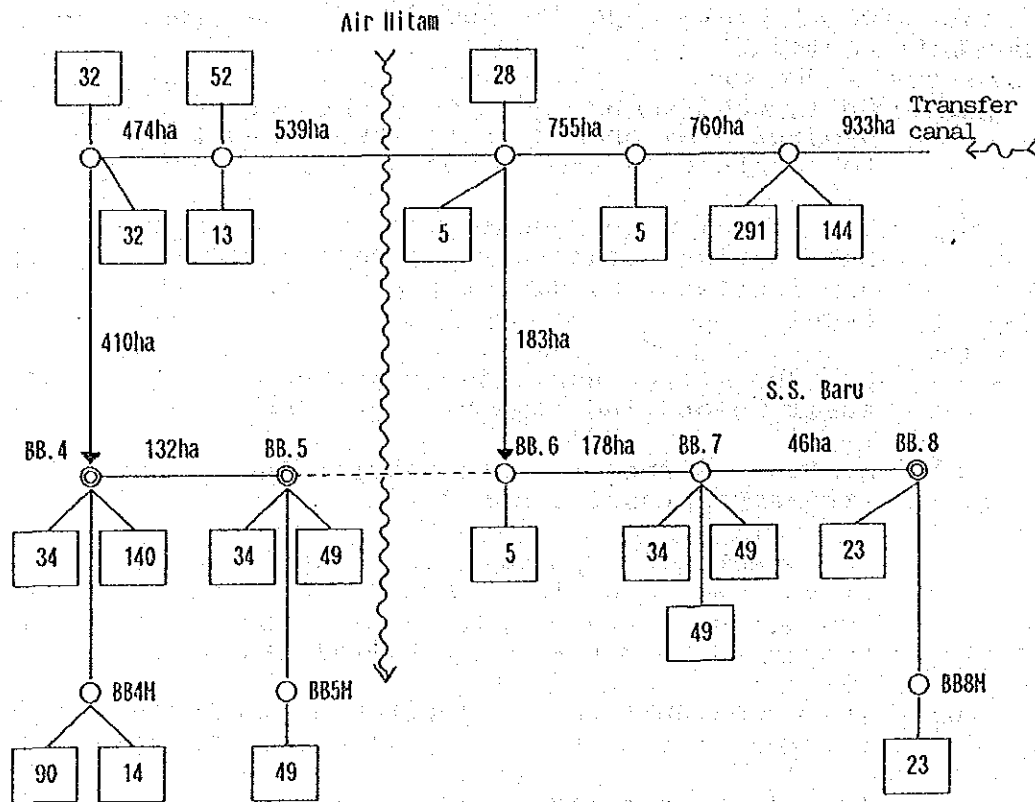 Air Hitam
32
52
28
474ha
539ha
755ha
760ha
933ha
Transfer
canal
32
13
5
5
291
144
410ha
183ha
S.S. Baru
BB.4
132ha
BB.5
BB.6
178ha
BB.7
46ha
BB.8
34
140
34
49
5
34
49
23
49
BB4H
BB5H
BB8H
90
14
49
23